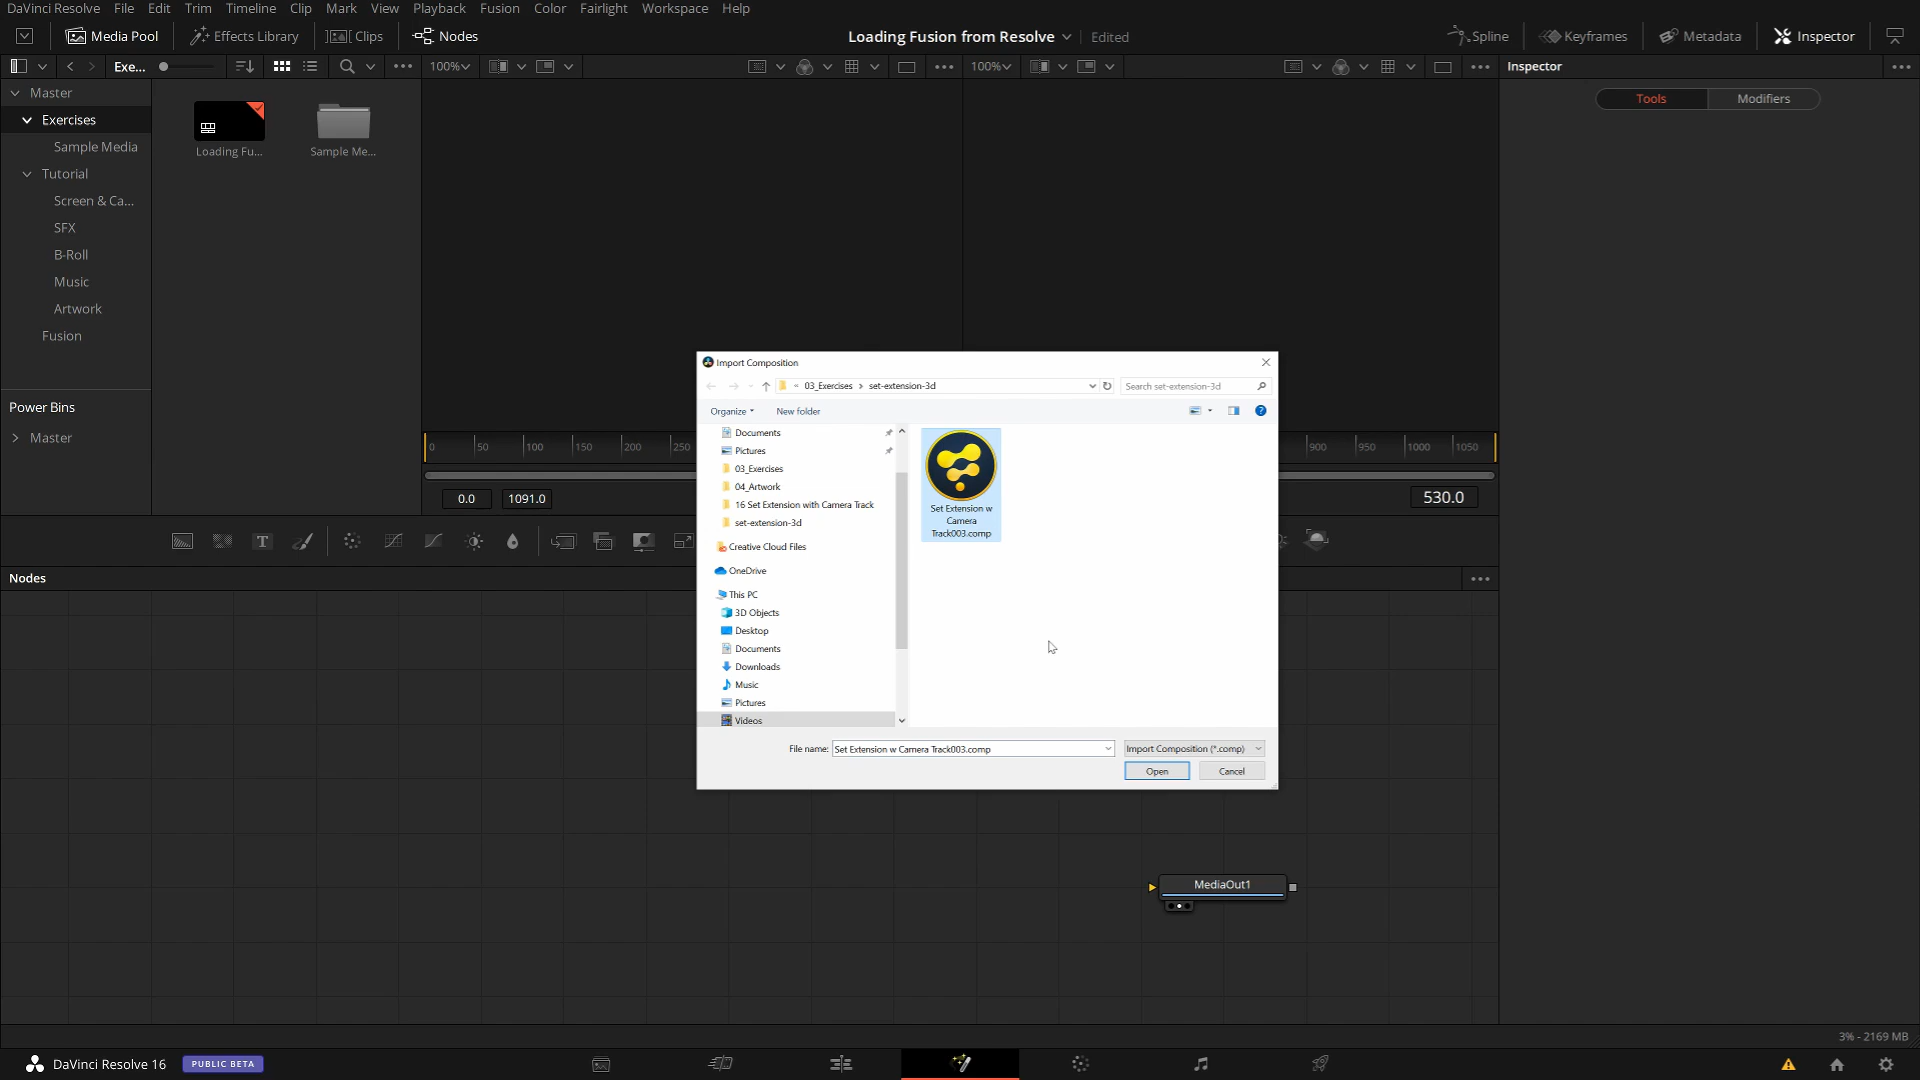 DaVinci Resolve File Edit Trim Timeline Clip Mark View Playback Fusion Color Fairlight Workspace Help
Media Pool Effects Library Clips Nodes Loading Fusion from Resolve Edited Spline Keyframes Metadata Inspector
Exe... 100% 100% Inspector
Tools Modifiers
Master
Exercises
Sample Media
Tutorial
Screen & Ca...
SFX
B-Roll
Music
Artwork
Fusion
Power Bins
Master
Loading Fu... Sample Me...
0 50 100 150 200 250 900 950 1000 1050
0.0 1091.0 530.0
T
Nodes
Import Composition
« 03_Exercises > set-extension-3d Search set-extension-3d
Organize New folder
Documents
Pictures
03_Exercises
04_Artwork
16 Set Extension with Camera Track
set-extension-3d
Creative Cloud Files
OneDrive
This PC
3D Objects
Desktop
Documents
Downloads
Music
Pictures
Videos
Set Extension w
Camera
Track003.comp
File name: Set Extension w Camera Track003.comp Import Composition (*.comp)
Open Cancel
MediaOut1
3% - 2169 MB
DaVinci Resolve 16 PUBLIC BETA